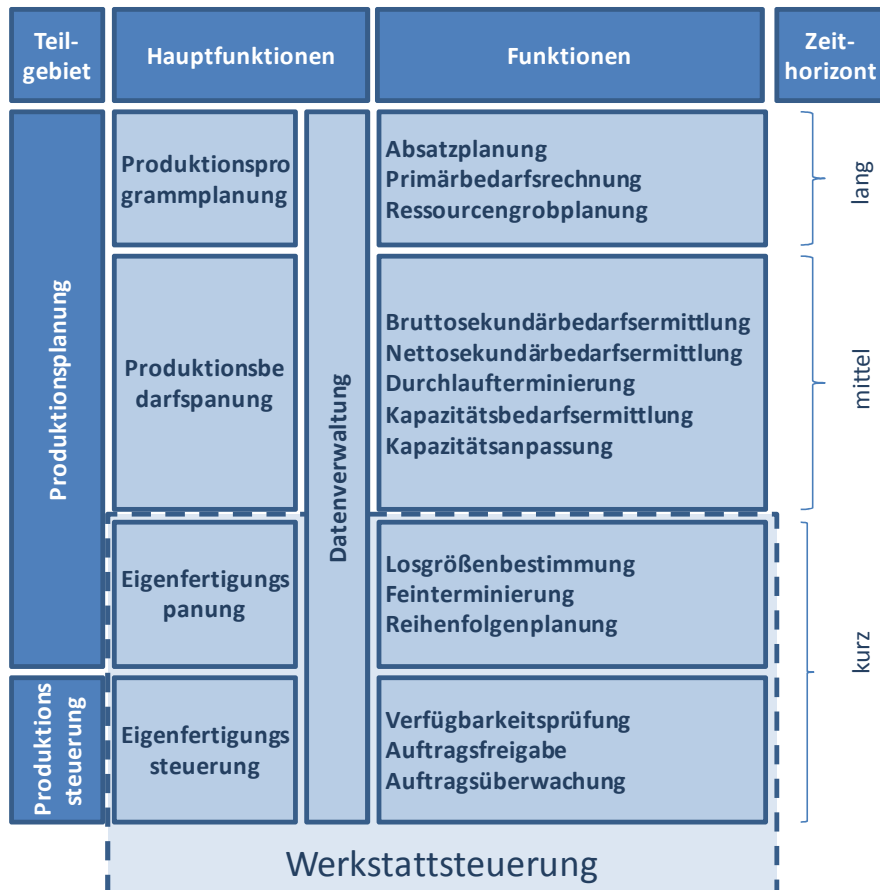 Teil-
gebiet
Hauptfunktionen
Funktionen
Zeit-
horizont
Produktionsplanung
Produktionspro
grammplanung
Datenverwaltung
Absatzplanung
Primärbedarfsrechnung
Ressourcengrobplanung
lang
Produktionsbe
darfspanung
Bruttosekundärbedarfsermittlung
Nettosekundärbedarfsermittlung
Durchlaufterminierung
Kapazitätsbedarfsermittlung
Kapazitätsanpassung
mittel
Eigenfertigungs
panung
Losgrößenbestimmung
Feinterminierung
Reihenfolgenplanung
kurz
Produktions
steuerung
Eigenfertigungs
steuerung
Verfügbarkeitsprüfung
Auftragsfreigabe
Auftragsüberwachung
Werkstattsteuerung